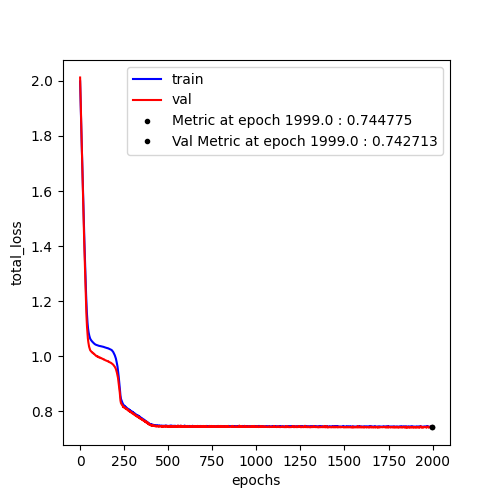 train
val
Metric at epoch 1999.0 : 0.744775
Val Metric at epoch 1999.0 : 0.742713
total_loss
2.0
1.8
1.6
1.4
1.2
1.0
0.8
0 250 500 750 1000 1250 1500 1750 2000
epochs